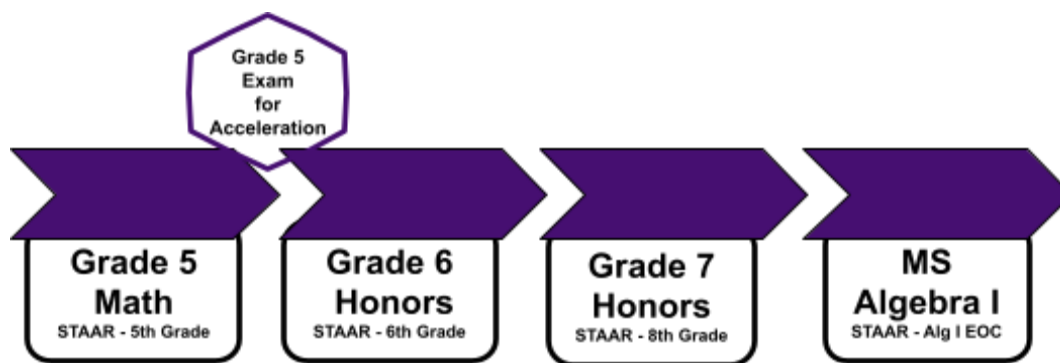 Grade 5
Exam
for
Acceleration
Grade 5
Math
STAAR - 5th Grade
Grade 6
Honors
STAAR - 6th Grade
Grade 7
Honors
STAAR - 8th Grade
MS
Algebra I
STAAR - Alg I EOC